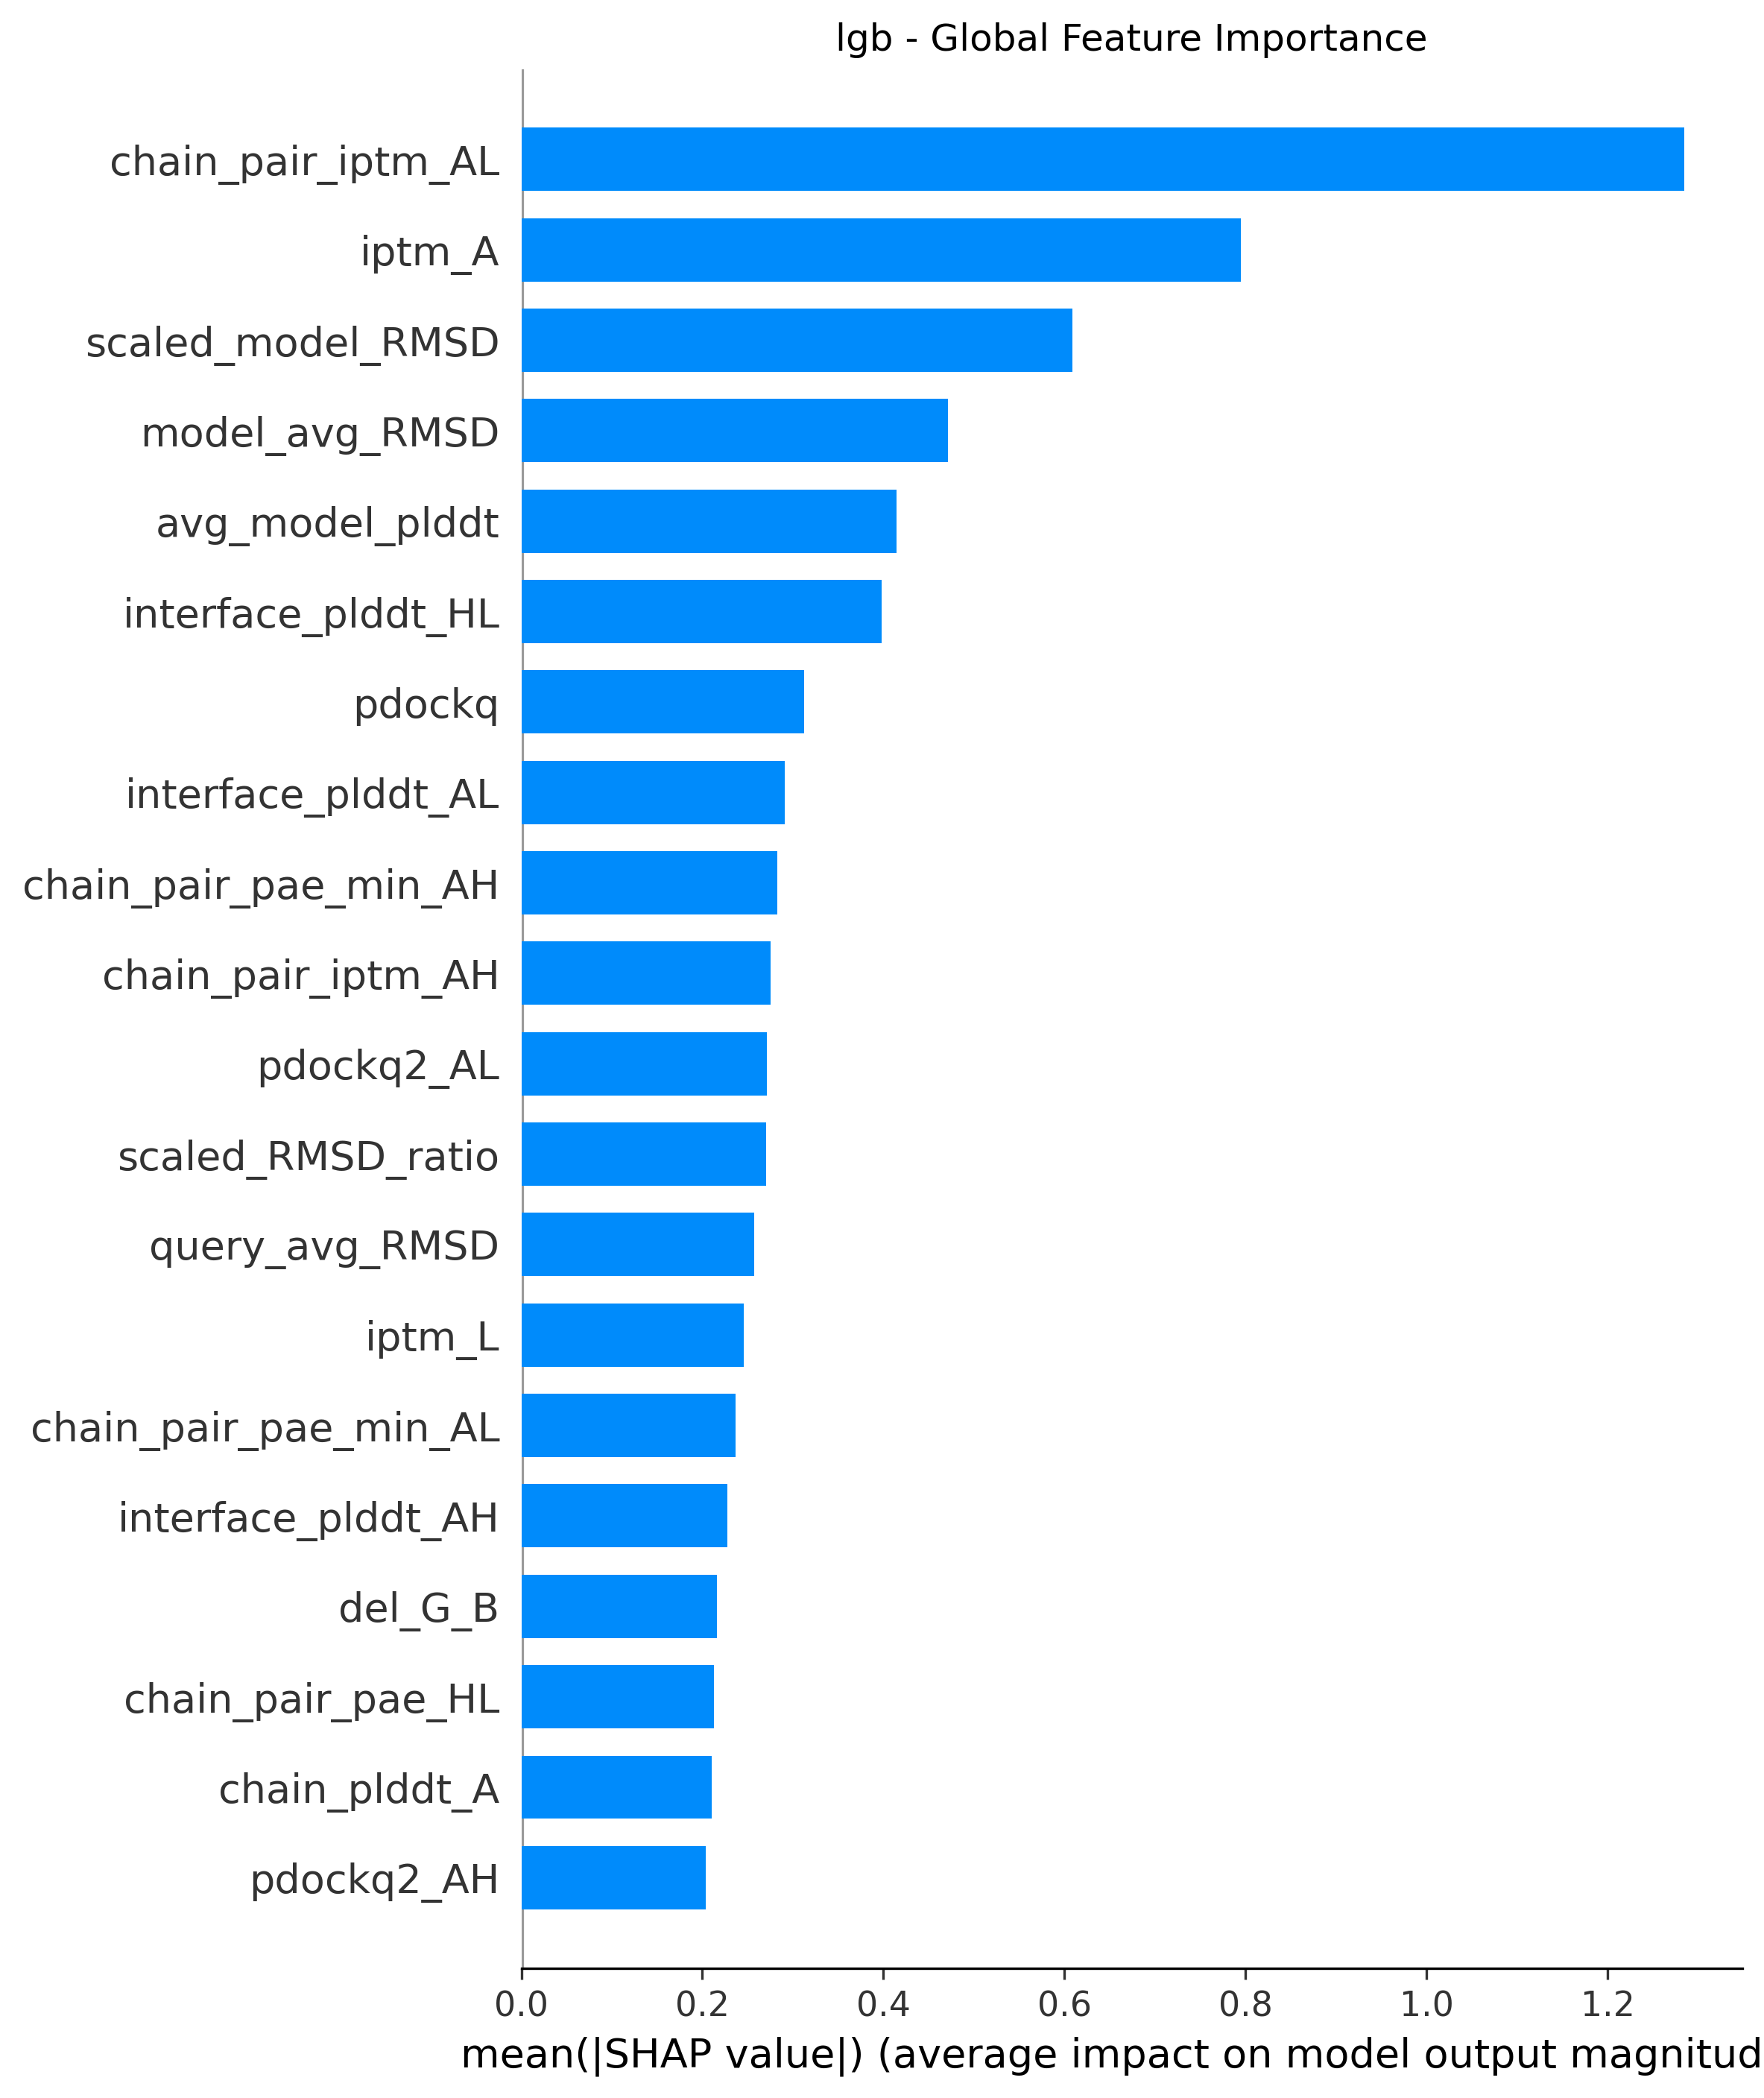 lgb - Global Feature Importance
chain_pair_iptm_AL
iptm_A
scaled_model_RMSD
model_avg_RMSD
avg_model_plddt
interface_plddt_HL
pdockq
interface_plddt_AL
chain_pair_pae_min_AH
chain_pair_iptm_AH
pdockq2_AL
scaled_RMSD_ratio
query_avg_RMSD
iptm_L
chain_pair_pae_min_AL
interface_plddt_AH
del_G_B
chain_pair_pae_HL
chain_plddt_A
pdockq2_AH
0.0 0.2 0.4 0.6 0.8 1.0 1.2
mean(|SHAP value|) (average impact on model output magnitud